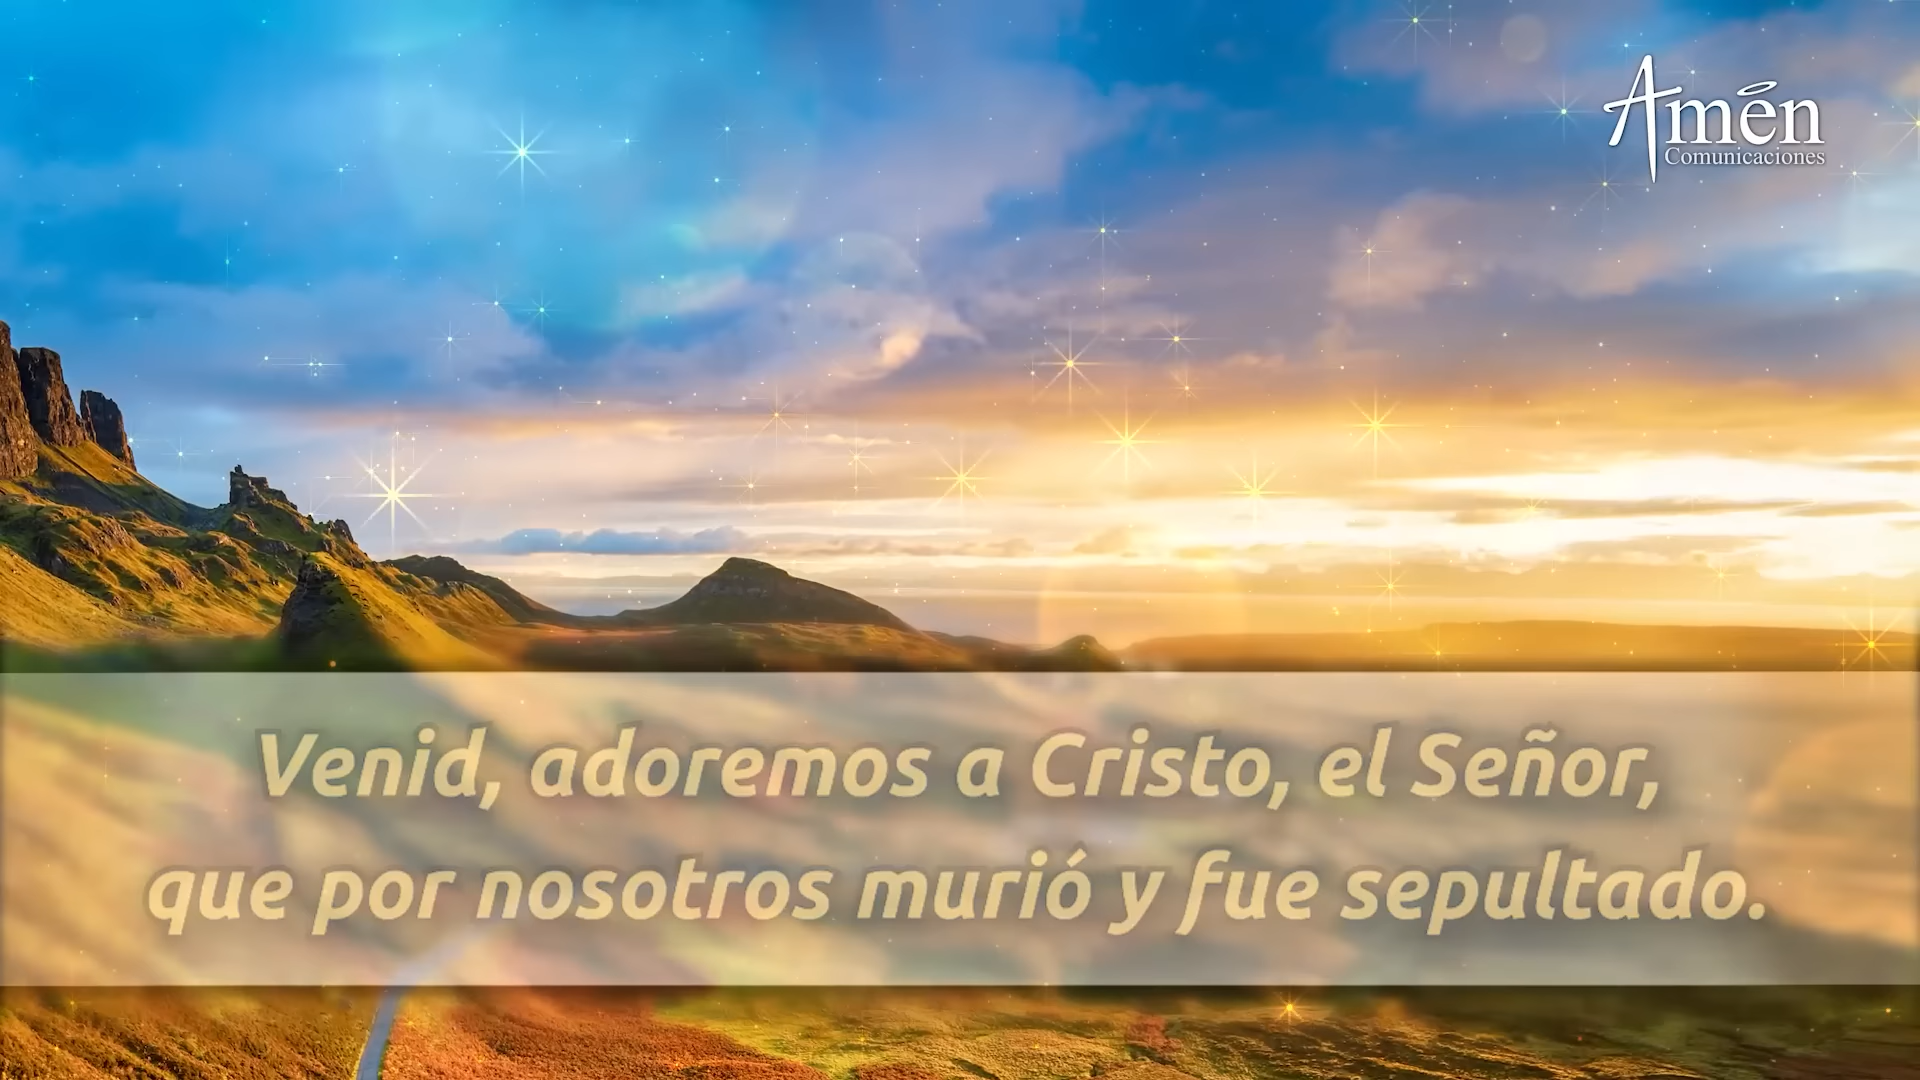 Amén
Comunicaciones
Venid, adoremos a Cristo, el Señor,
que por nosotros murió y fue sepultado.